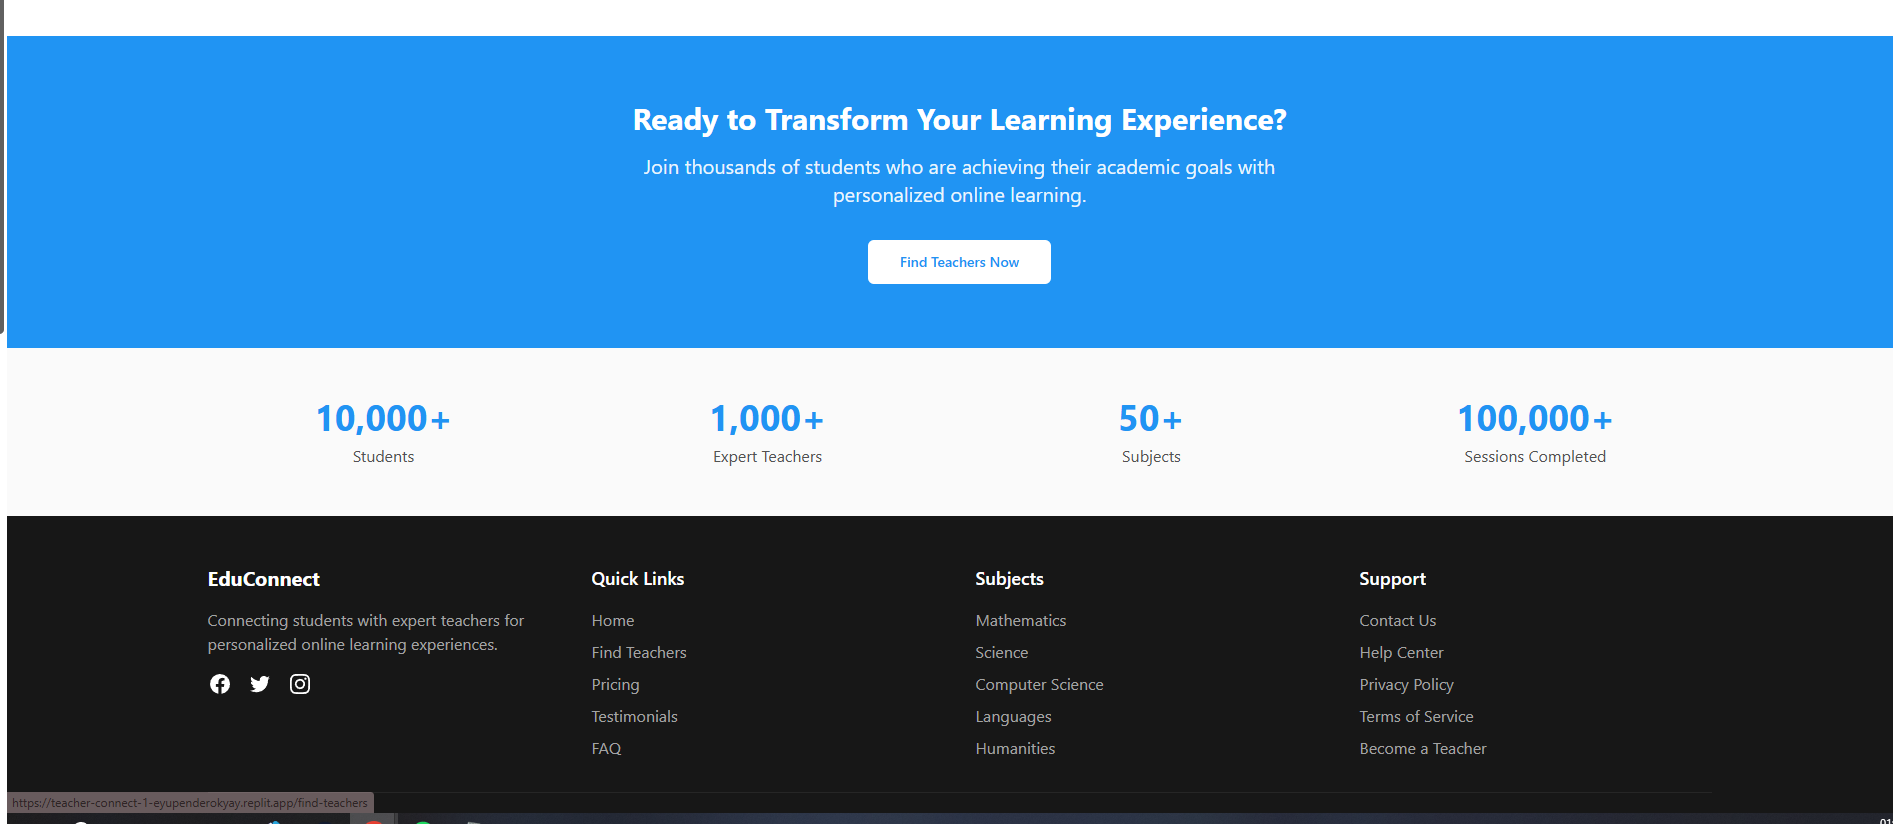 Ready to Transform Your Learning Experience?
Join thousands of students who are achieving their academic goals with
personalized online learning.
Find Teachers Now
10,000+
Students
1,000+
Expert Teachers
50+
Subjects
100,000+
Sessions Completed
EduConnect
Connecting students with expert teachers for
personalized online learning experiences.
Quick Links
Home
Find Teachers
Pricing
Testimonials
FAQ
Subjects
Mathematics
Science
Computer Science
Languages
Humanities
Support
Contact Us
Help Center
Privacy Policy
Terms of Service
Become a Teacher
https://teacher-connect-1-eyupenderokyay.replit.app/find-teachers